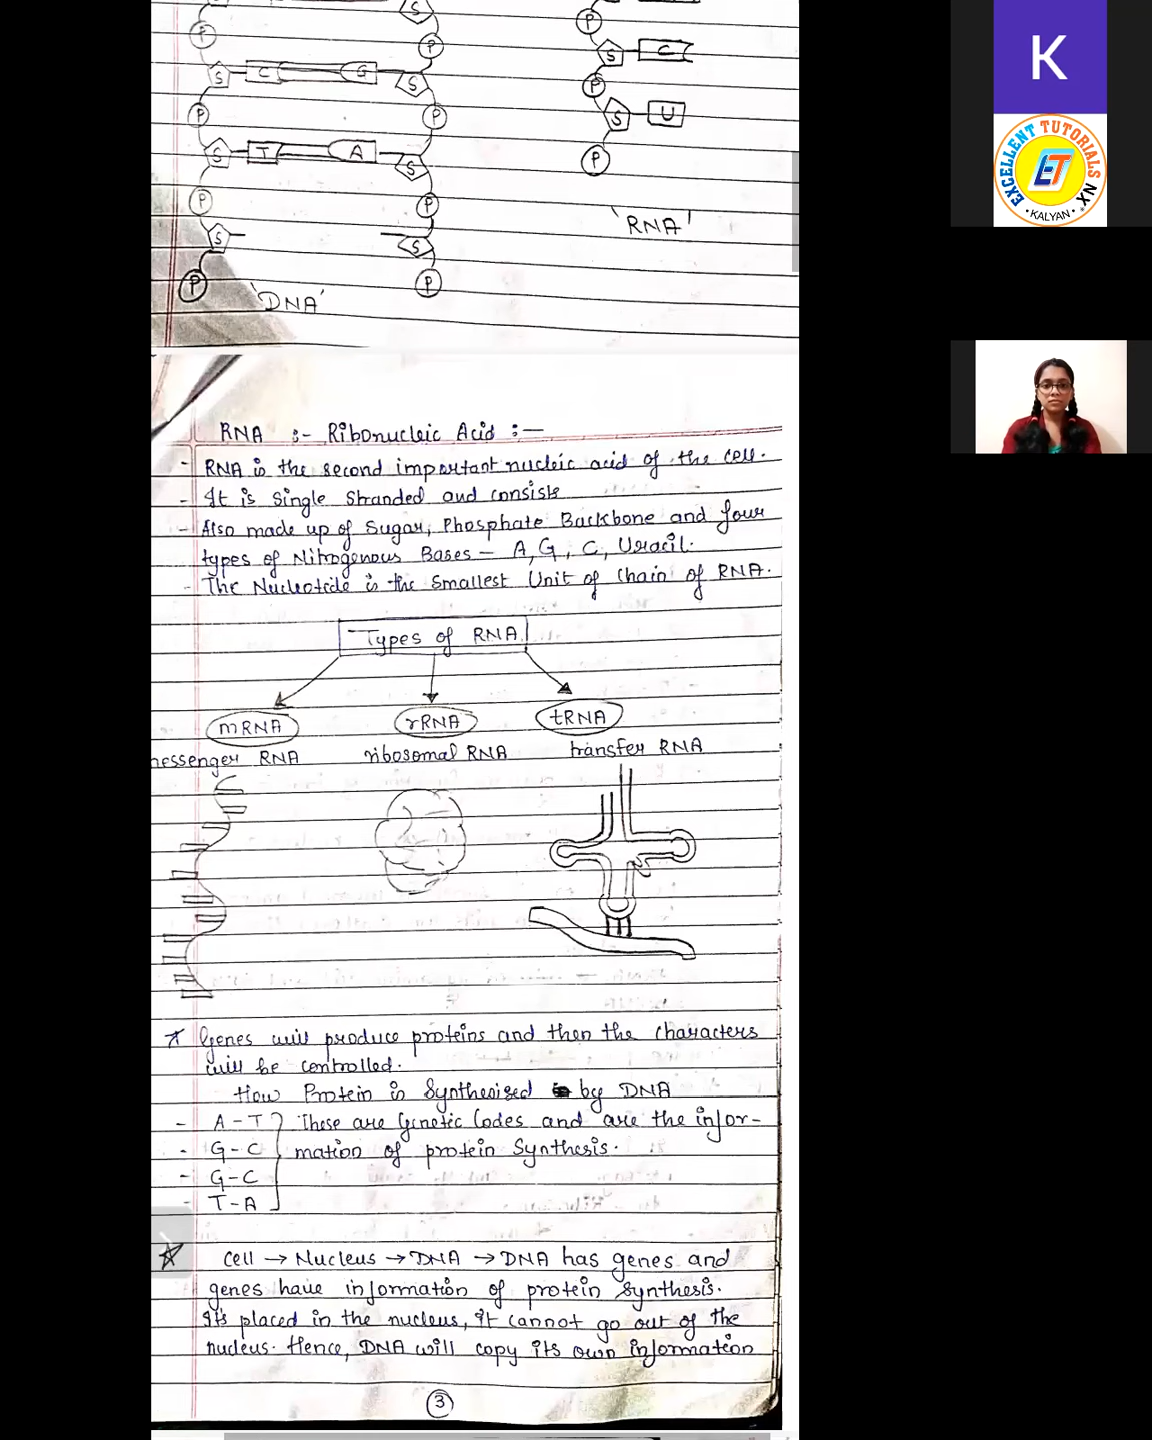 S
P
P
S
C
G
S
P
P
S
T
A
S
P
P
S
S
P
P
'DNA'
P
S
C
P
S
U
P
'RNA'
K
EXCELLENT TUTORIALS NX
ET
KALYAN
RNA :- Ribonucleic Acid :—
- RNA is the second important nucleic acid of the cell.
- It is Single Stranded and consists
- Also made up of Sugar, Phosphate Backbone and four
types of Nitrogenous Bases – A, G, C, Uracil.
- The Nucleotide is the Smallest Unit of Chain of RNA.
Types of RNA
mRNA
rRNA
tRNA
essenger RNA
ribosomal RNA
transfer RNA
Genes will produce proteins and then the characters
will be controlled.
How Protein is Synthesised by DNA
- A-T } These are Genetic Codes and are the infor-
- G-C mation of protein Synthesis.
- G-C
- T-A
☆ Cell → Nucleus → DNA → DNA has genes and
genes have information of protein Synthesis.
It's placed in the nucleus, it cannot go out of the
nucleus. Hence, DNA will copy its own information
3